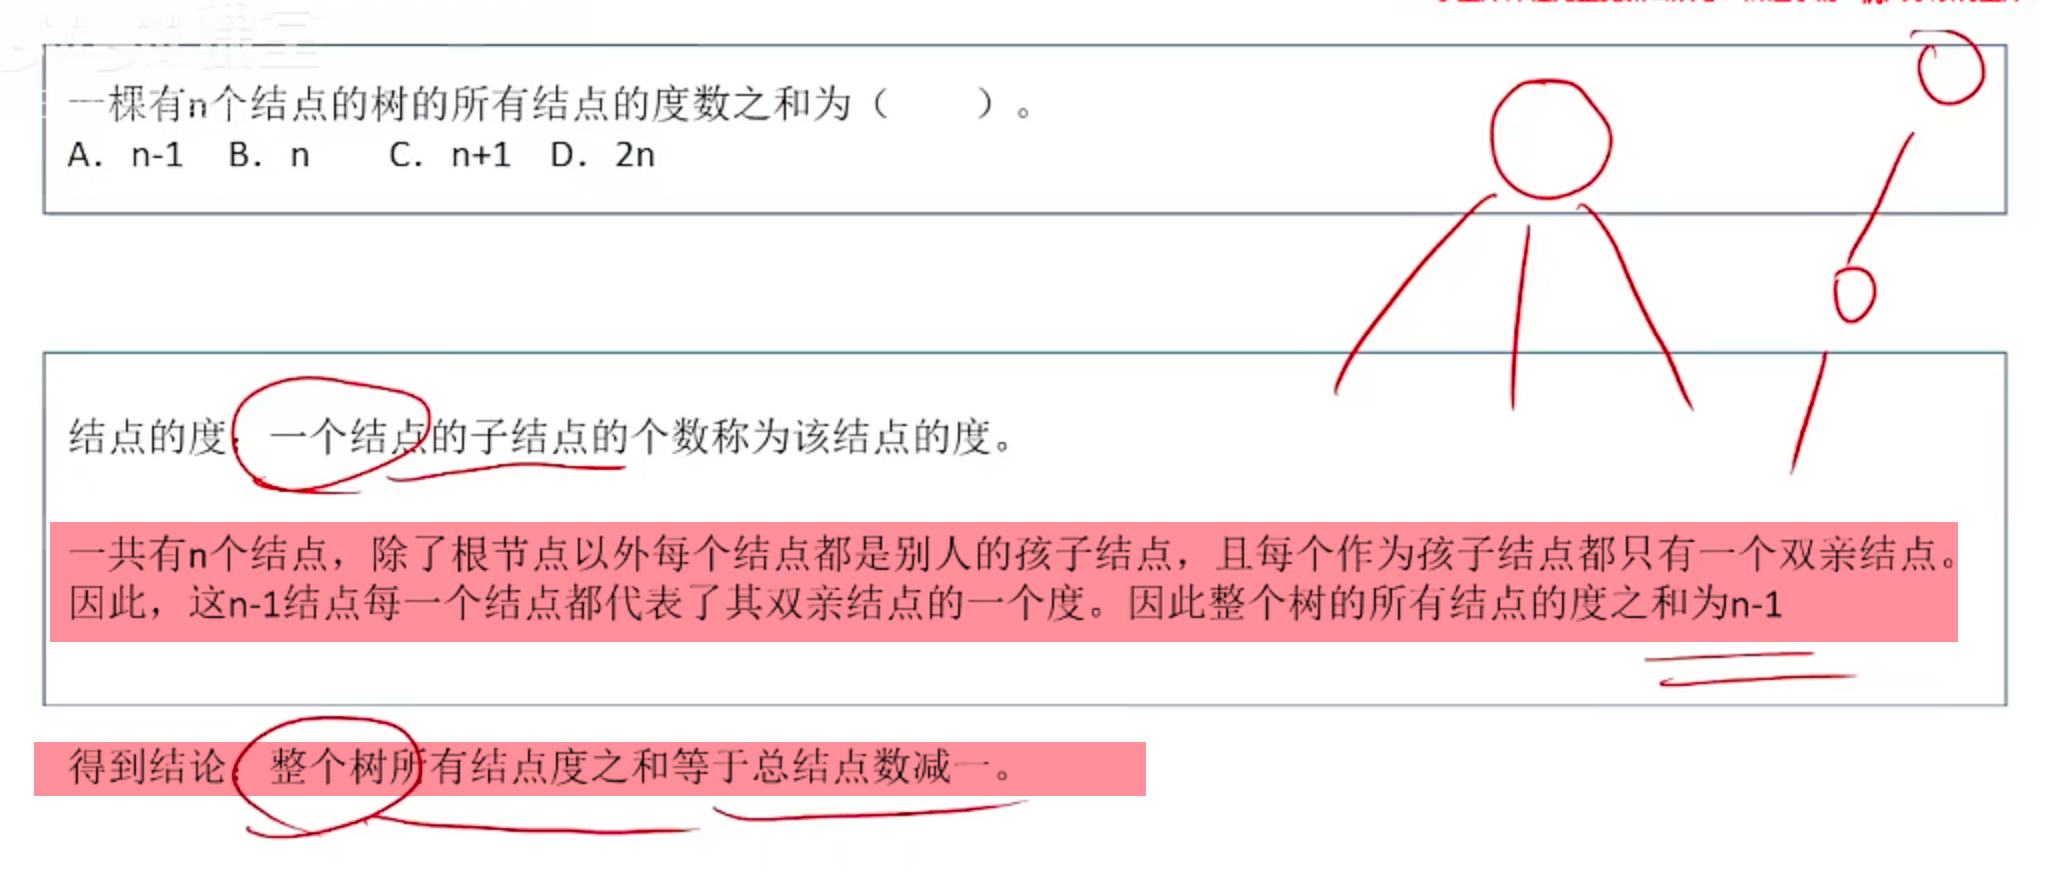 一棵有n个结点的树的所有结点的度数之和为（　　）。
A. n-1 B. n C. n+1 D. 2n
结点的度：一个结点的子结点的个数称为该结点的度。
一共有n个结点，除了根节点以外每个结点都是别人的孩子结点，且每个作为孩子结点都只有一个双亲结点。
因此，这n-1结点每一个结点都代表了其双亲结点的一个度。因此整个树的所有结点的度之和为n-1
得到结论：整个树所有结点度之和等于总结点数减一。